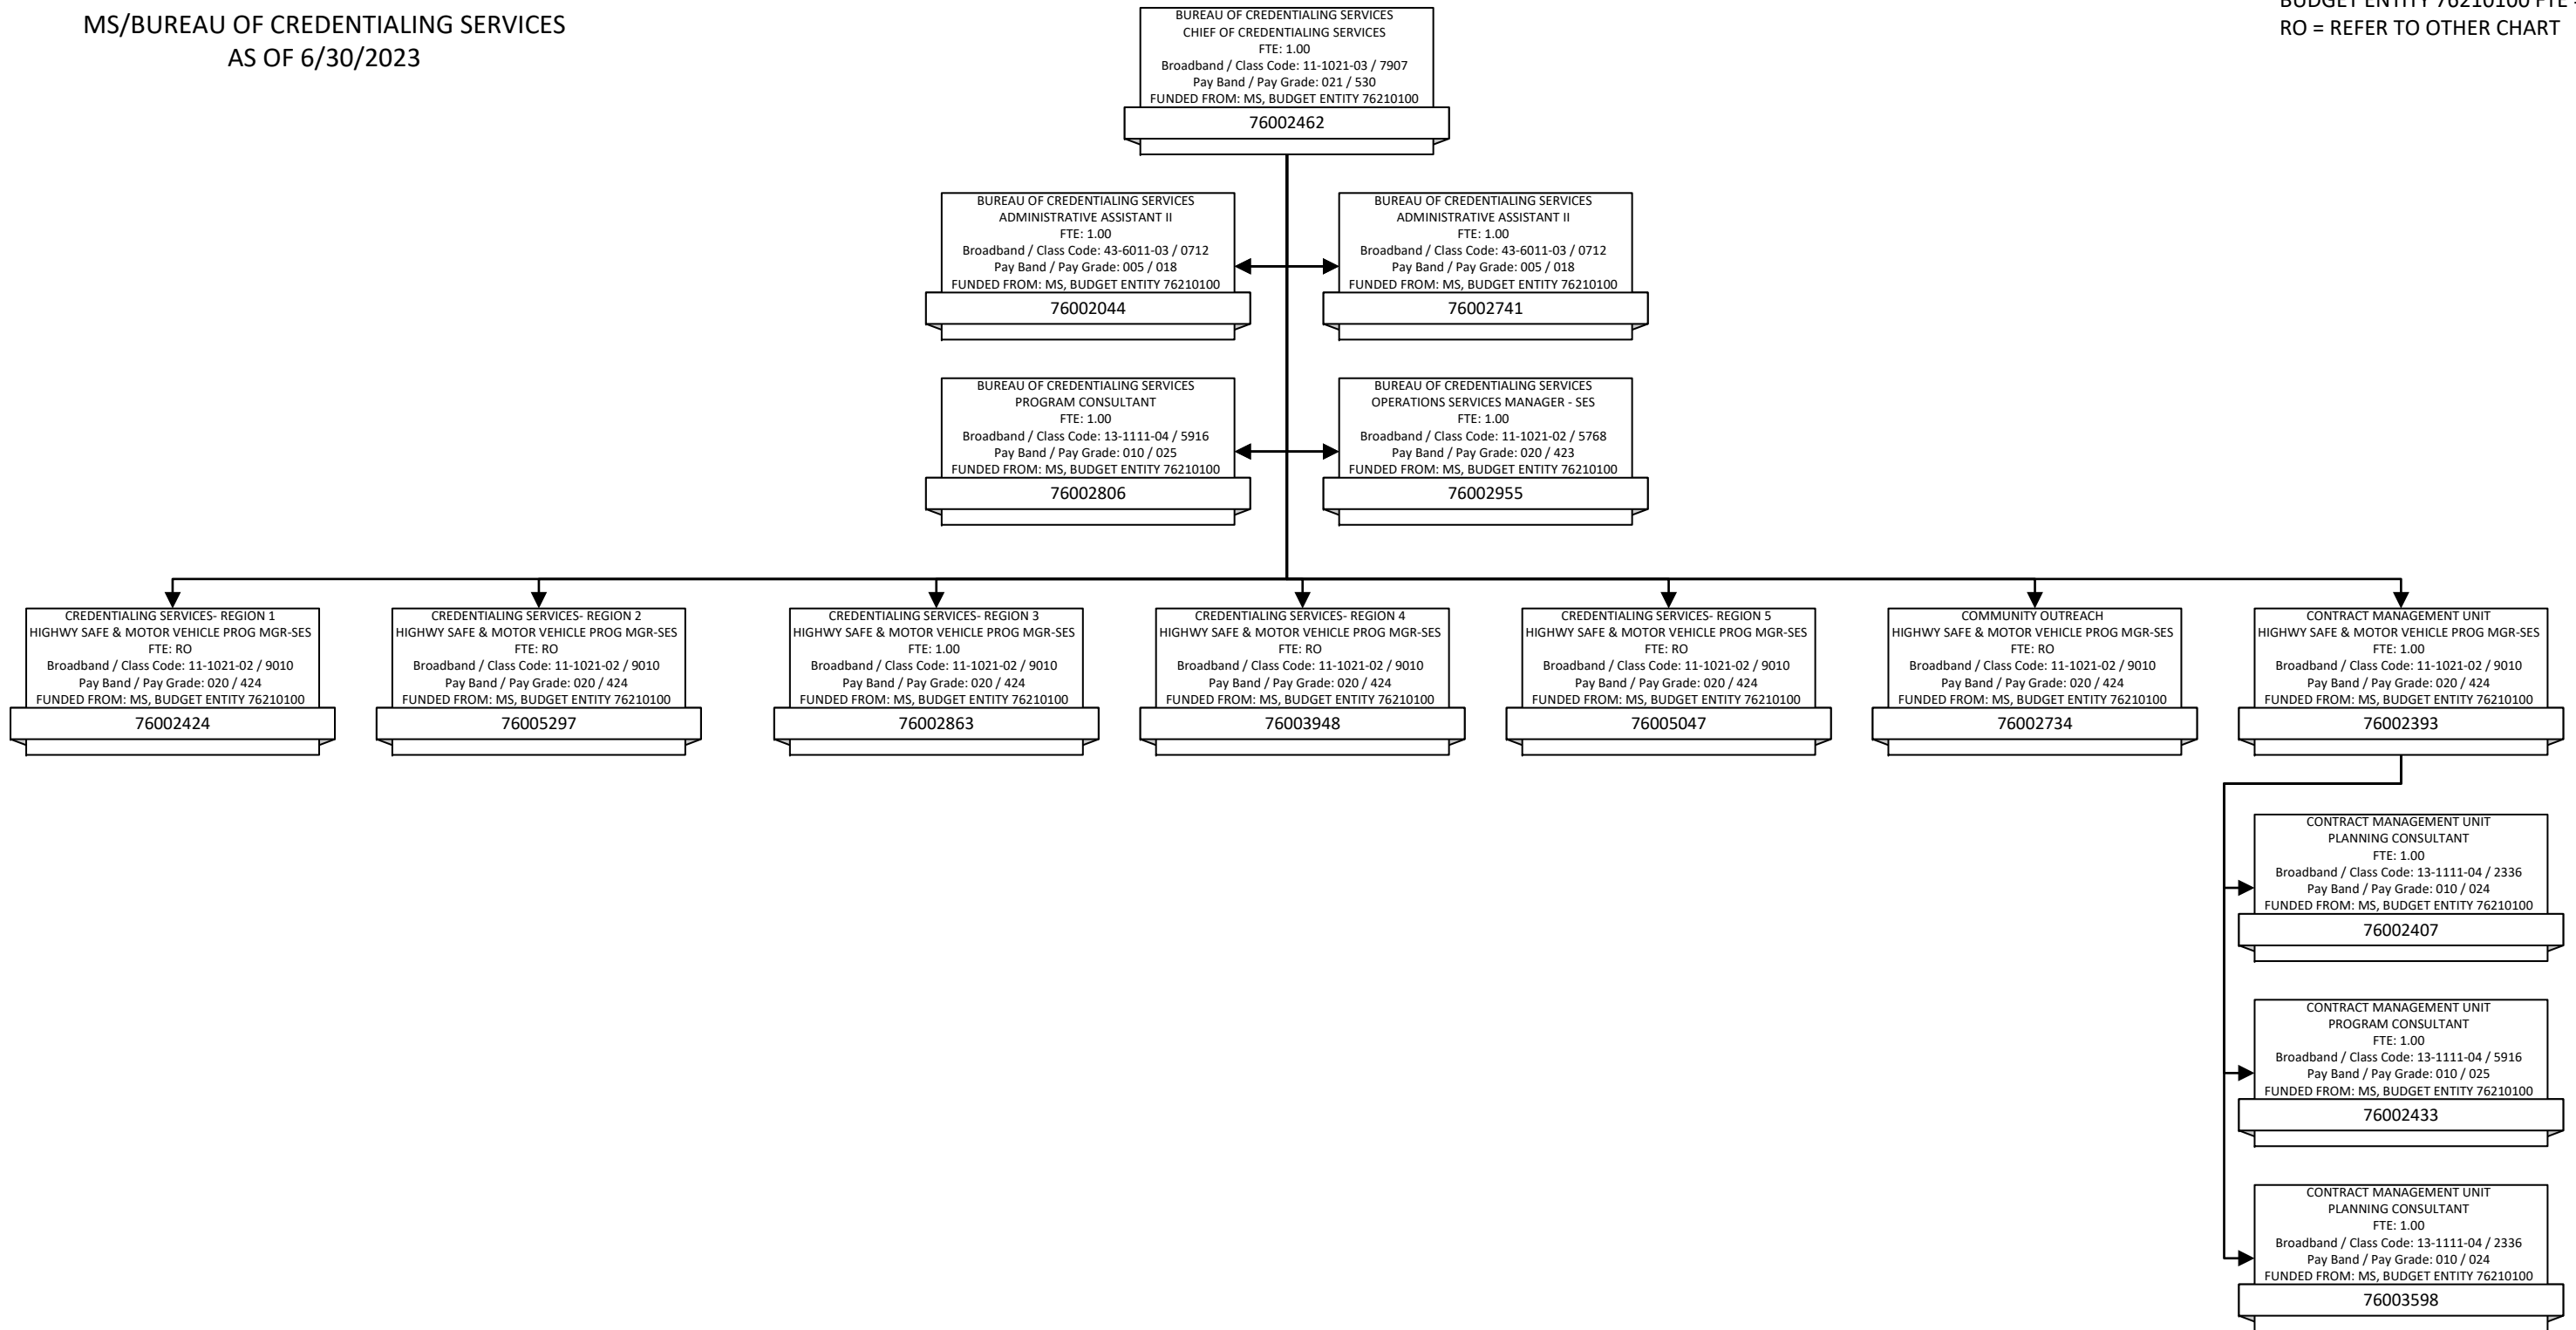 MS/BUREAU OF CREDENTIALING SERVICES
AS OF 6/30/2023
BUDGET ENTITY 76210100 FTE =
RO = REFER TO OTHER CHART
BUREAU OF CREDENTIALING SERVICES
CHIEF OF CREDENTIALING SERVICES
FTE: 1.00
Broadband / Class Code: 11-1021-03 / 7907
Pay Band / Pay Grade: 021 / 530
FUNDED FROM: MS, BUDGET ENTITY 76210100
76002462
BUREAU OF CREDENTIALING SERVICES
ADMINISTRATIVE ASSISTANT II
FTE: 1.00
Broadband / Class Code: 43-6011-03 / 0712
Pay Band / Pay Grade: 005 / 018
FUNDED FROM: MS, BUDGET ENTITY 76210100
76002044
BUREAU OF CREDENTIALING SERVICES
ADMINISTRATIVE ASSISTANT II
FTE: 1.00
Broadband / Class Code: 43-6011-03 / 0712
Pay Band / Pay Grade: 005 / 018
FUNDED FROM: MS, BUDGET ENTITY 76210100
76002741
BUREAU OF CREDENTIALING SERVICES
PROGRAM CONSULTANT
FTE: 1.00
Broadband / Class Code: 13-1111-04 / 5916
Pay Band / Pay Grade: 010 / 025
FUNDED FROM: MS, BUDGET ENTITY 76210100
76002806
BUREAU OF CREDENTIALING SERVICES
OPERATIONS SERVICES MANAGER - SES
FTE: 1.00
Broadband / Class Code: 11-1021-02 / 5768
Pay Band / Pay Grade: 020 / 423
FUNDED FROM: MS, BUDGET ENTITY 76210100
76002955
CREDENTIALING SERVICES- REGION 1
HIGHWY SAFE & MOTOR VEHICLE PROG MGR-SES
FTE: RO
Broadband / Class Code: 11-1021-02 / 9010
Pay Band / Pay Grade: 020 / 424
FUNDED FROM: MS, BUDGET ENTITY 76210100
76002424
CREDENTIALING SERVICES- REGION 2
HIGHWY SAFE & MOTOR VEHICLE PROG MGR-SES
FTE: RO
Broadband / Class Code: 11-1021-02 / 9010
Pay Band / Pay Grade: 020 / 424
FUNDED FROM: MS, BUDGET ENTITY 76210100
76005297
CREDENTIALING SERVICES- REGION 3
HIGHWY SAFE & MOTOR VEHICLE PROG MGR-SES
FTE: 1.00
Broadband / Class Code: 11-1021-02 / 9010
Pay Band / Pay Grade: 020 / 424
FUNDED FROM: MS, BUDGET ENTITY 76210100
76002863
CREDENTIALING SERVICES- REGION 4
HIGHWY SAFE & MOTOR VEHICLE PROG MGR-SES
FTE: RO
Broadband / Class Code: 11-1021-02 / 9010
Pay Band / Pay Grade: 020 / 424
FUNDED FROM: MS, BUDGET ENTITY 76210100
76003948
CREDENTIALING SERVICES- REGION 5
HIGHWY SAFE & MOTOR VEHICLE PROG MGR-SES
FTE: RO
Broadband / Class Code: 11-1021-02 / 9010
Pay Band / Pay Grade: 020 / 424
FUNDED FROM: MS, BUDGET ENTITY 76210100
76005047
COMMUNITY OUTREACH
HIGHWY SAFE & MOTOR VEHICLE PROG MGR-SES
FTE: RO
Broadband / Class Code: 11-1021-02 / 9010
Pay Band / Pay Grade: 020 / 424
FUNDED FROM: MS, BUDGET ENTITY 76210100
76002734
CONTRACT MANAGEMENT UNIT
HIGHWY SAFE & MOTOR VEHICLE PROG MGR-SES
FTE: 1.00
Broadband / Class Code: 11-1021-02 / 9010
Pay Band / Pay Grade: 020 / 424
FUNDED FROM: MS, BUDGET ENTITY 76210100
76002393
CONTRACT MANAGEMENT UNIT
PLANNING CONSULTANT
FTE: 1.00
Broadband / Class Code: 13-1111-04 / 2336
Pay Band / Pay Grade: 010 / 024
FUNDED FROM: MS, BUDGET ENTITY 76210100
76002407
CONTRACT MANAGEMENT UNIT
PROGRAM CONSULTANT
FTE: 1.00
Broadband / Class Code: 13-1111-04 / 5916
Pay Band / Pay Grade: 010 / 025
FUNDED FROM: MS, BUDGET ENTITY 76210100
76002433
CONTRACT MANAGEMENT UNIT
PLANNING CONSULTANT
FTE: 1.00
Broadband / Class Code: 13-1111-04 / 2336
Pay Band / Pay Grade: 010 / 024
FUNDED FROM: MS, BUDGET ENTITY 76210100
76003598